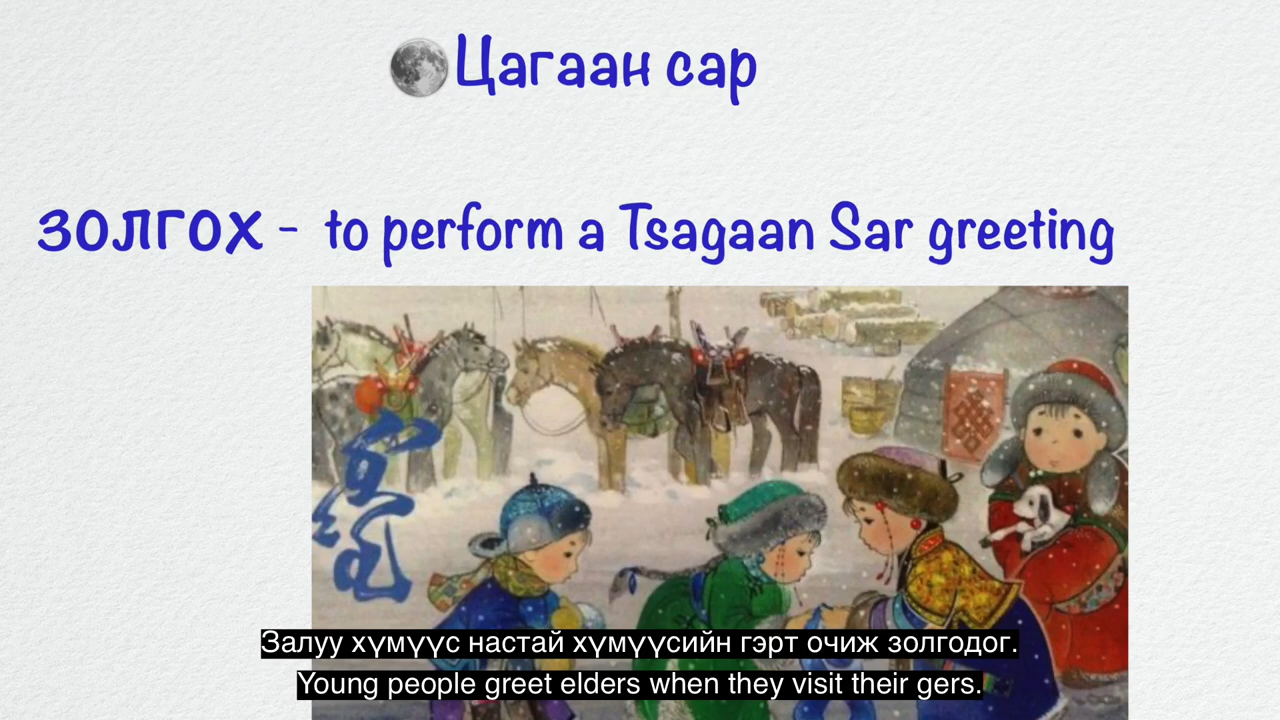 Цагаан сар
золгох - to perform a Tsagaan Sar greeting
Залуу хүмүүс настай хүмүүсийн гэрт очиж золгодог.
Young people greet elders when they visit their gers.